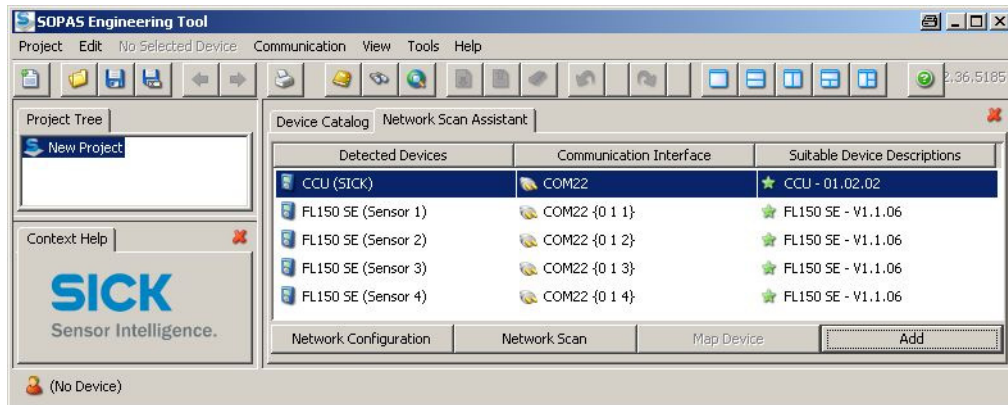 SOPAS Engineering Tool
Project Edit No Selected Device Communication View Tools Help
2.36.5185
Project Tree
New Project
Context Help
SICK
Sensor Intelligence.
Device Catalog Network Scan Assistant
Detected Devices Communication Interface Suitable Device Descriptions
CCU (SICK) COM22 CCU - 01.02.02
FL150 SE (Sensor 1) COM22 {0 1 1} FL150 SE - V1.1.06
FL150 SE (Sensor 2) COM22 {0 1 2} FL150 SE - V1.1.06
FL150 SE (Sensor 3) COM22 {0 1 3} FL150 SE - V1.1.06
FL150 SE (Sensor 4) COM22 {0 1 4} FL150 SE - V1.1.06
Network Configuration Network Scan Map Device Add
(No Device)